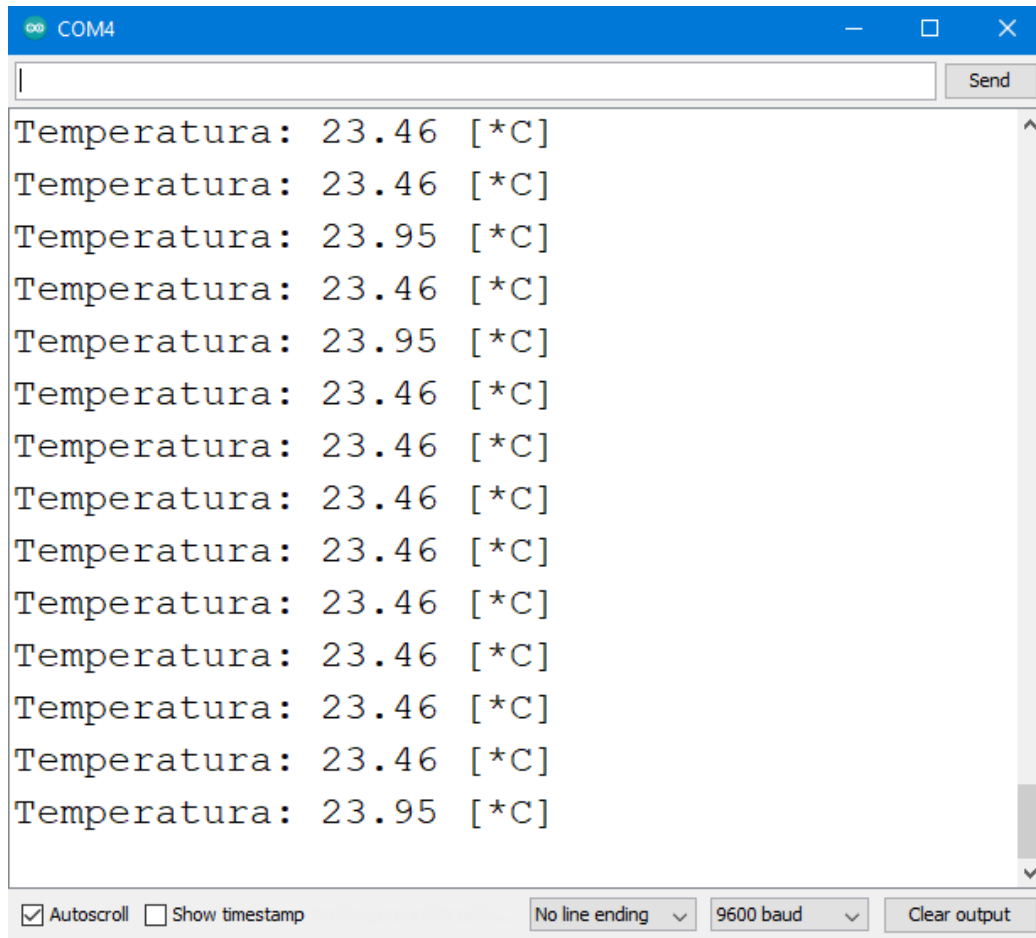 COM4
Send
Temperatura: 23.46 [*C]
Temperatura: 23.46 [*C]
Temperatura: 23.95 [*C]
Temperatura: 23.46 [*C]
Temperatura: 23.95 [*C]
Temperatura: 23.46 [*C]
Temperatura: 23.46 [*C]
Temperatura: 23.46 [*C]
Temperatura: 23.46 [*C]
Temperatura: 23.46 [*C]
Temperatura: 23.46 [*C]
Temperatura: 23.46 [*C]
Temperatura: 23.46 [*C]
Temperatura: 23.95 [*C]
Autoscroll Show timestamp No line ending 9600 baud Clear output